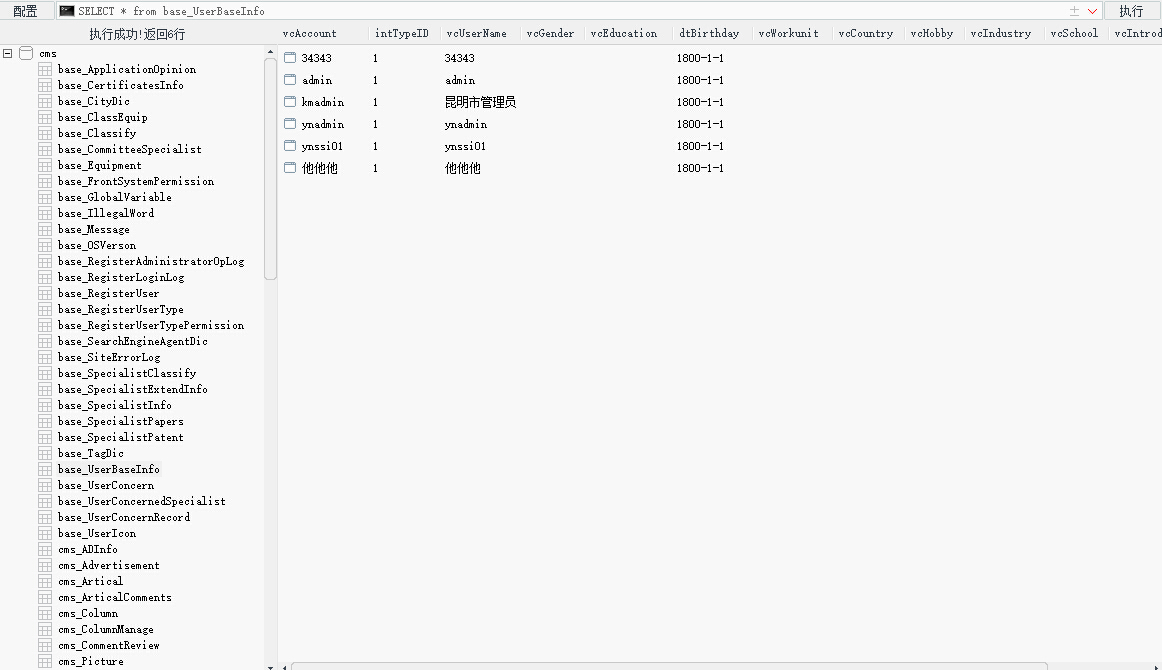 配置 SELECT * from base_UserBaseInfo 执行
执行成功!返回6行
cms
base_ApplicationOpinion
base_CertificatesInfo
base_CityDic
base_ClassEquip
base_Classify
base_CommitteeSpecialist
base_Equipment
base_FrontSystemPermission
base_GlobalVariable
base_IllegalWord
base_Message
base_OSVerson
base_RegisterAdministratorOpLog
base_RegisterLoginLog
base_RegisterUser
base_RegisterUserType
base_RegisterUserTypePermission
base_SearchEngineAgentDic
base_SiteErrorLog
base_SpecialistClassify
base_SpecialistExtendInfo
base_SpecialistInfo
base_SpecialistPapers
base_SpecialistPatent
base_TagDic
base_UserBaseInfo
base_UserConcern
base_UserConcernedSpecialist
base_UserConcernRecord
base_UserIcon
cms_ADInfo
cms_Advertisement
cms_Artical
cms_ArticalComments
cms_Column
cms_ColumnManage
cms_CommentReview
cms_Picture
vcAccount intTypeID vcUserName vcGender vcEducation dtBirthday vcWorkunit vcCountry vcHobby vcIndustry vcSchool vcIntrod
34343 1 34343 1800-1-1
admin 1 admin 1800-1-1
kmadmin 1 昆明市管理员 1800-1-1
ynadmin 1 ynadmin 1800-1-1
ynssi01 1 ynssi01 1800-1-1
他他他 1 他他他 1800-1-1